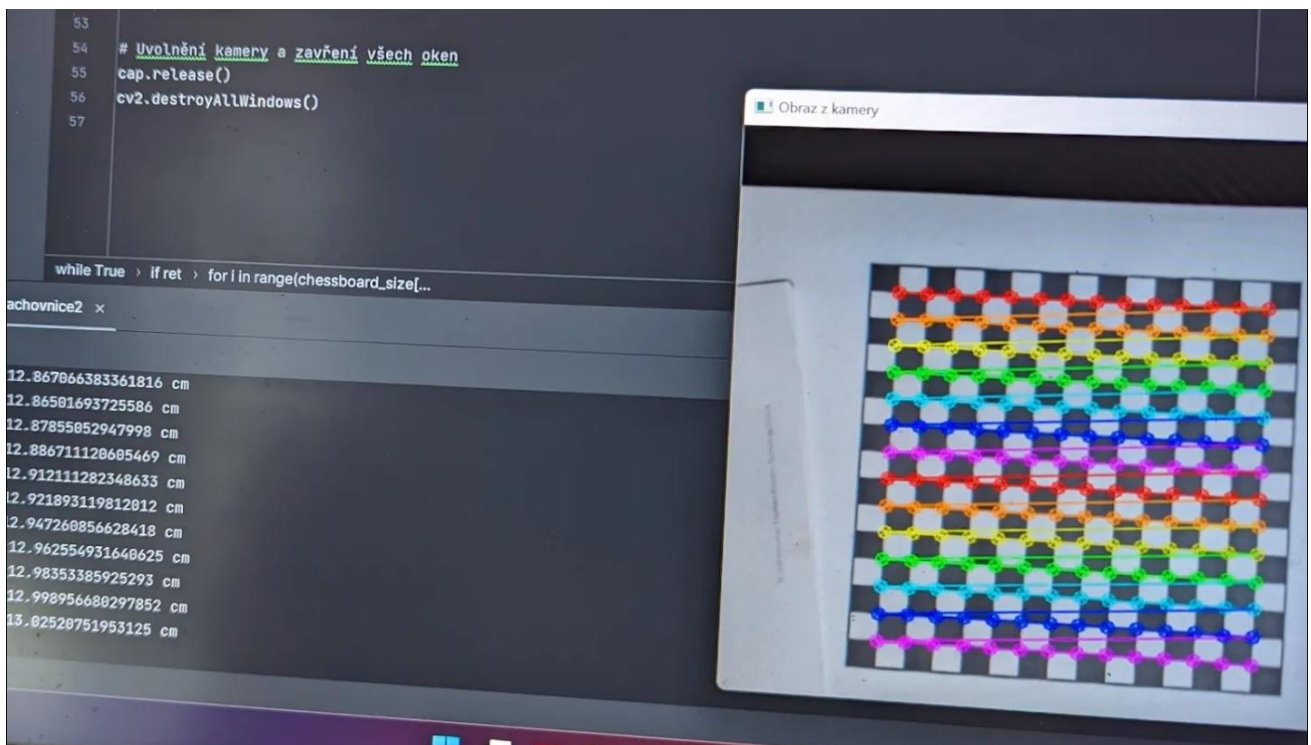 53
54 # Uvolnění kamery a zavření všech oken
55 cap.release()
56 cv2.destroyAllWindows()
57
while True › if ret › for i in range(chessboard_size[...
achovnice2 ×
12.867066383361816 cm
12.86501693725586 cm
12.87855052947998 cm
12.886711120605469 cm
12.912111282348633 cm
12.921893119812012 cm
12.947260856628418 cm
12.962554931640625 cm
12.98353385925293 cm
12.998956680297852 cm
13.02520751953125 cm
Obraz z kamery